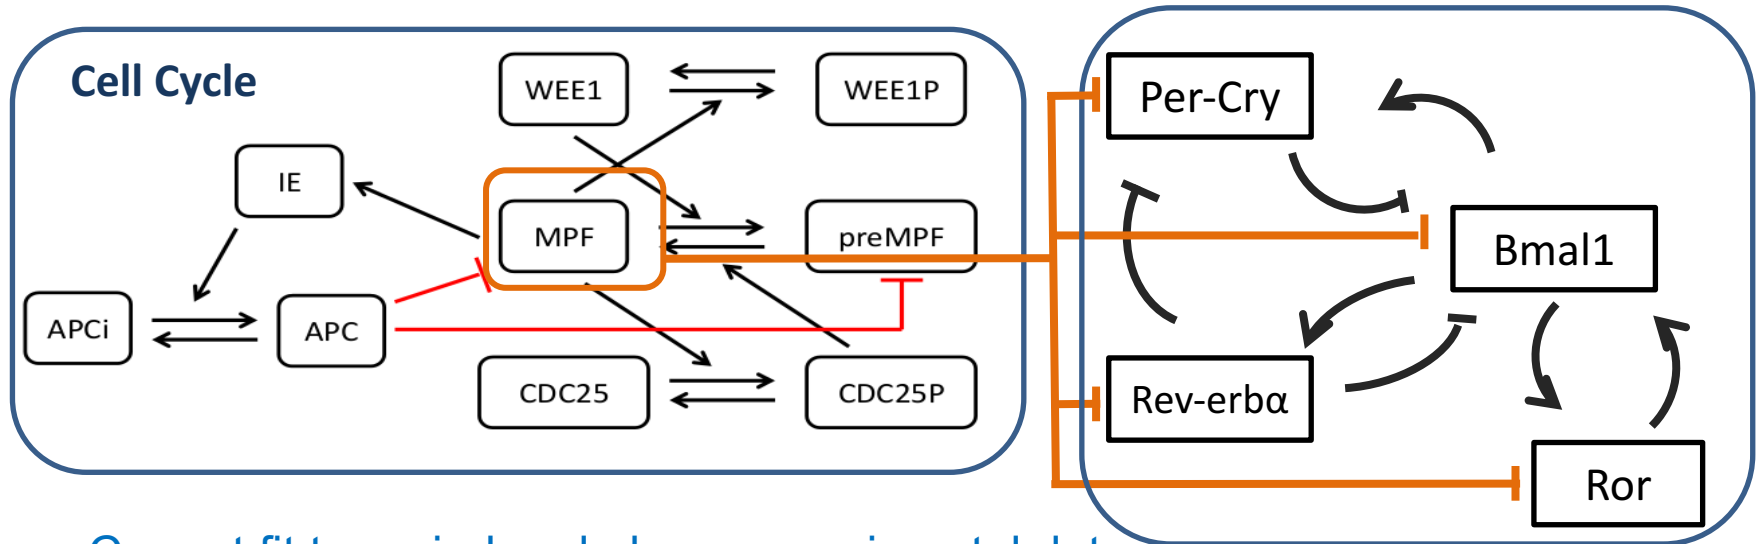 Cell Cycle
WEE1
WEE1P
IE
MPF
preMPF
APCi
APC
CDC25
CDC25P
Per-Cry
Bmal1
Rev-erbα
Ror